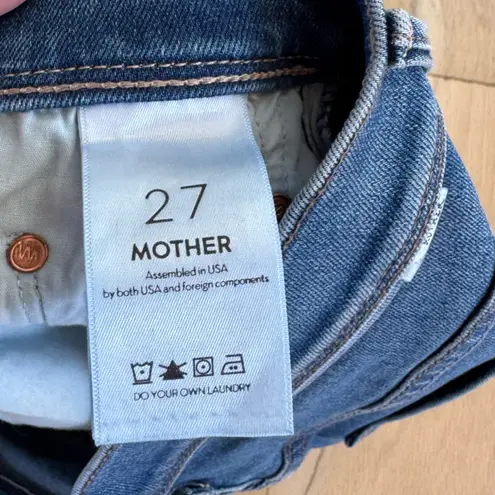 27
MOTHER
Assembled in USA
by both USA and foreign components
DO YOUR OWN LAUNDRY